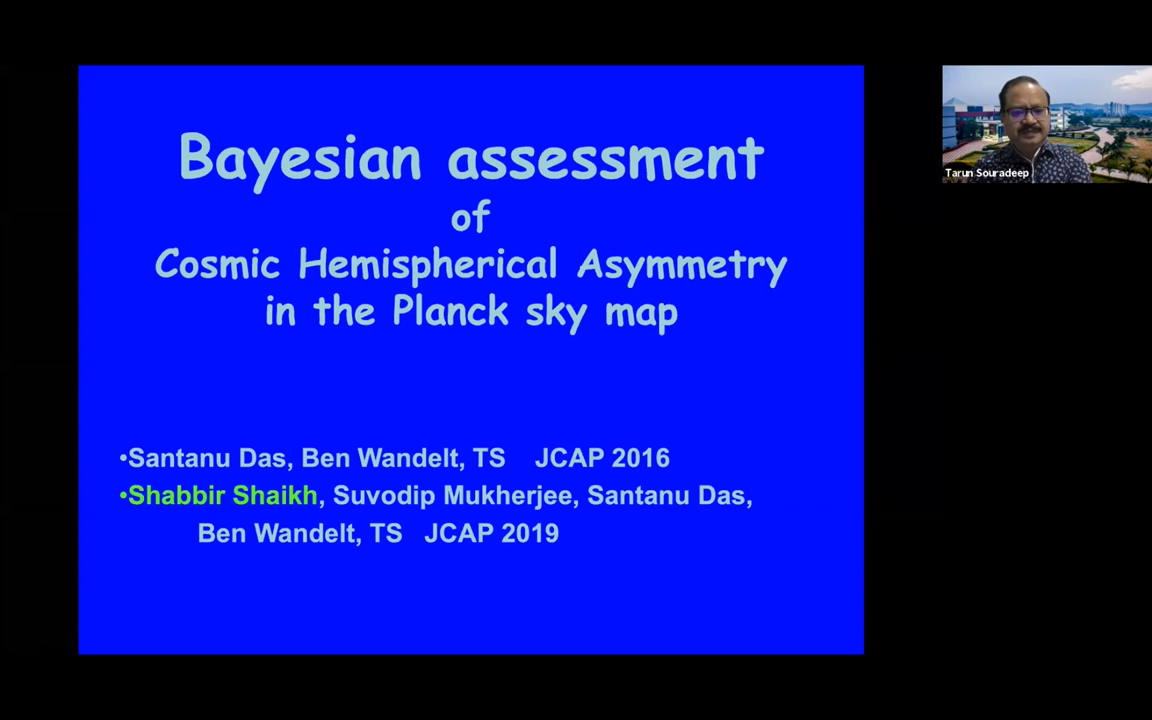 Bayesian assessment
of
Cosmic Hemispherical Asymmetry
in the Planck sky map
•Santanu Das, Ben Wandelt, TS JCAP 2016
•Shabbir Shaikh, Suvodip Mukherjee, Santanu Das,
Ben Wandelt, TS JCAP 2019
Tarun Souradeep